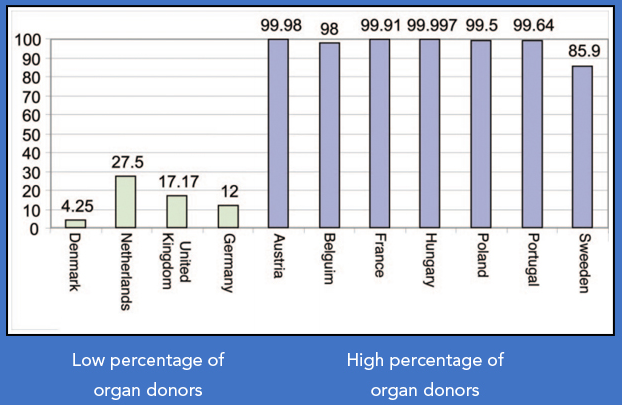 99.98 98 99.91 99.997 99.5 99.64
85.9
100
90
80
70
60
50
40
30
20
10
0
27.5
17.17
12
4.25
Denmark
Netherlands
United
Kingdom
Germany
Austria
Belguim
France
Hungary
Poland
Portugal
Sweeden
Low percentage of
organ donors
High percentage of
organ donors